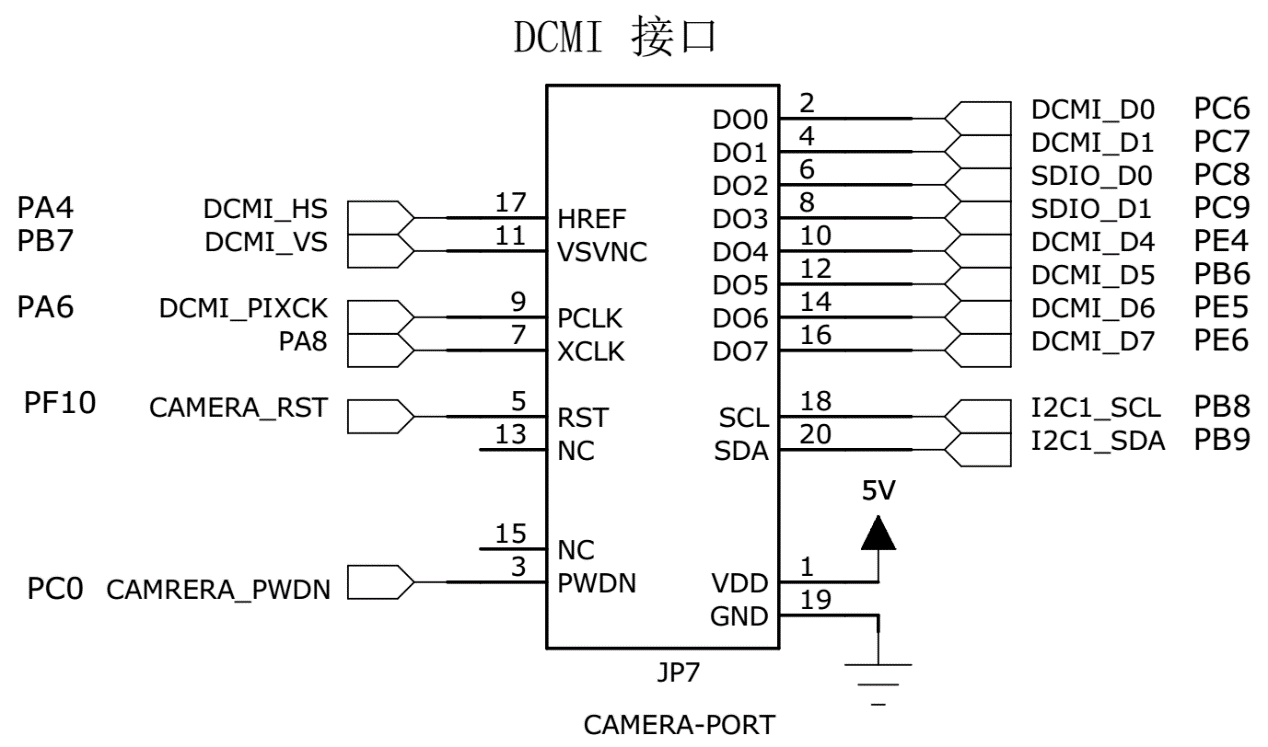 DCMI 接口
DO0 2 DCMI_D0 PC6
DO1 4 DCMI_D1 PC7
DO2 6 SDIO_D0 PC8
PA4 DCMI_HS 17 HREF DO3 8 SDIO_D1 PC9
PB7 DCMI_VS 11 VSVNC DO4 10 DCMI_D4 PE4
DO5 12 DCMI_D5 PB6
PA6 DCMI_PIXCK 9 PCLK DO6 14 DCMI_D6 PE5
PA8 7 XCLK DO7 16 DCMI_D7 PE6
PF10 CAMERA_RST 5 RST SCL 18 I2C1_SCL PB8
13 NC SDA 20 I2C1_SDA PB9
5V
15 NC
PC0 CAMRERA_PWDN 3 PWDN VDD 1
GND 19
JP7
CAMERA-PORT